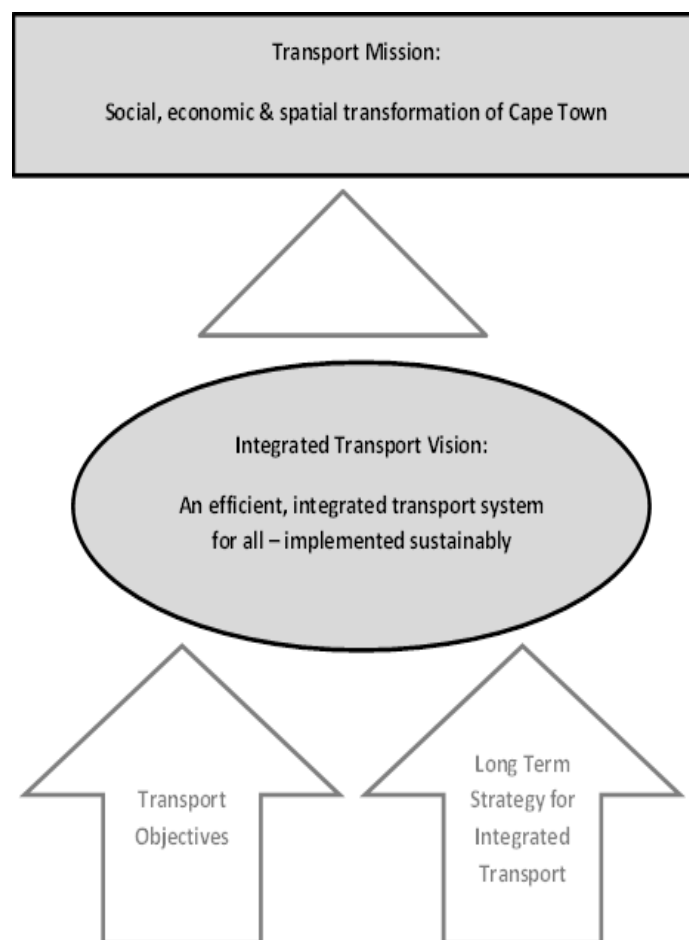 Transport Mission:
Social, economic & spatial transformation of Cape Town
Integrated Transport Vision:
An efficient, integrated transport system
for all – implemented sustainably
Transport
Objectives
Long Term
Strategy for
Integrated
Transport